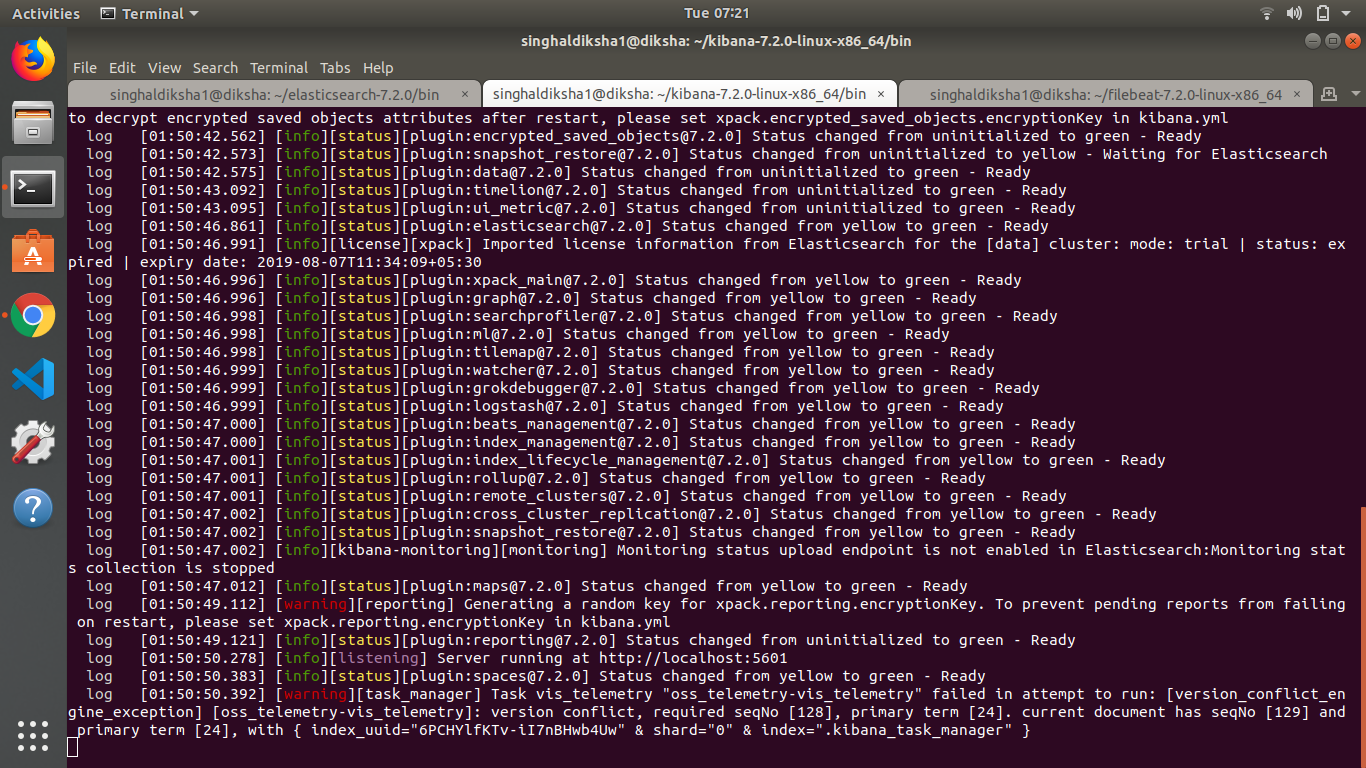 Activities Terminal Tue 07:21
singhaldiksha1@diksha: ~/kibana-7.2.0-linux-x86_64/bin
File Edit View Search Terminal Tabs Help
singhaldiksha1@diksha: ~/elasticsearch-7.2.0/bin × singhaldiksha1@diksha: ~/kibana-7.2.0-linux-x86_64/bin × singhaldiksha1@diksha: ~/filebeat-7.2.0-linux-x86_64 ×
to decrypt encrypted saved objects attributes after restart, please set xpack.encrypted_saved_objects.encryptionKey in kibana.yml
log [01:50:42.562] [info][status][plugin:encrypted_saved_objects@7.2.0] Status changed from uninitialized to green - Ready
log [01:50:42.573] [info][status][plugin:snapshot_restore@7.2.0] Status changed from uninitialized to yellow - Waiting for Elasticsearch
log [01:50:42.575] [info][status][plugin:data@7.2.0] Status changed from uninitialized to green - Ready
log [01:50:43.092] [info][status][plugin:timelion@7.2.0] Status changed from uninitialized to green - Ready
log [01:50:43.095] [info][status][plugin:ui_metric@7.2.0] Status changed from uninitialized to green - Ready
log [01:50:46.861] [info][status][plugin:elasticsearch@7.2.0] Status changed from yellow to green - Ready
log [01:50:46.991] [info][license][xpack] Imported license information from Elasticsearch for the [data] cluster: mode: trial | status: ex
pired | expiry date: 2019-08-07T11:34:09+05:30
log [01:50:46.996] [info][status][plugin:xpack_main@7.2.0] Status changed from yellow to green - Ready
log [01:50:46.998] [info][status][plugin:graph@7.2.0] Status changed from yellow to green - Ready
log [01:50:46.998] [info][status][plugin:searchprofiler@7.2.0] Status changed from yellow to green - Ready
log [01:50:46.998] [info][status][plugin:ml@7.2.0] Status changed from yellow to green - Ready
log [01:50:46.998] [info][status][plugin:tilemap@7.2.0] Status changed from yellow to green - Ready
log [01:50:46.999] [info][status][plugin:watcher@7.2.0] Status changed from yellow to green - Ready
log [01:50:46.999] [info][status][plugin:grokdebugger@7.2.0] Status changed from yellow to green - Ready
log [01:50:46.999] [info][status][plugin:logstash@7.2.0] Status changed from yellow to green - Ready
log [01:50:47.000] [info][status][plugin:beats_management@7.2.0] Status changed from yellow to green - Ready
log [01:50:47.000] [info][status][plugin:index_management@7.2.0] Status changed from yellow to green - Ready
log [01:50:47.001] [info][status][plugin:index_lifecycle_management@7.2.0] Status changed from yellow to green - Ready
log [01:50:47.001] [info][status][plugin:rollup@7.2.0] Status changed from yellow to green - Ready
log [01:50:47.001] [info][status][plugin:remote_clusters@7.2.0] Status changed from yellow to green - Ready
log [01:50:47.002] [info][status][plugin:cross_cluster_replication@7.2.0] Status changed from yellow to green - Ready
log [01:50:47.002] [info][status][plugin:snapshot_restore@7.2.0] Status changed from yellow to green - Ready
log [01:50:47.002] [info][kibana-monitoring][monitoring] Monitoring status upload endpoint is not enabled in Elasticsearch:Monitoring stat
s collection is stopped
log [01:50:47.012] [info][status][plugin:maps@7.2.0] Status changed from yellow to green - Ready
log [01:50:49.112] [warning][reporting] Generating a random key for xpack.reporting.encryptionKey. To prevent pending reports from failing
on restart, please set xpack.reporting.encryptionKey in kibana.yml
log [01:50:49.121] [info][status][plugin:reporting@7.2.0] Status changed from uninitialized to green - Ready
log [01:50:50.278] [info][listening] Server running at http://localhost:5601
log [01:50:50.383] [info][status][plugin:spaces@7.2.0] Status changed from yellow to green - Ready
log [01:50:50.392] [warning][task_manager] Task vis_telemetry "oss_telemetry-vis_telemetry" failed in attempt to run: [version_conflict_en
gine_exception] [oss_telemetry-vis_telemetry]: version conflict, required seqNo [128], primary term [24]. current document has seqNo [129] and
primary term [24], with { index_uuid="6PCHYlfKTv-iI7nBHwb4Uw" & shard="0" & index=".kibana_task_manager" }